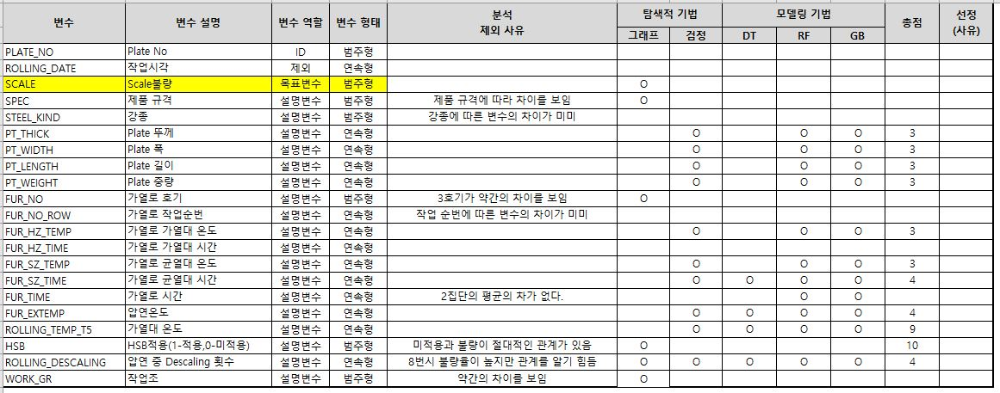 변수 변수 설명 변수 역할 변수 형태 분석 제외 사유 탐색적 기법 모델링 기법 총점 선정 (사유)
그래프 검정 DT RF GB
PLATE_NO Plate No ID 범주형
ROLLING_DATE 작업시각 제외 연속형
SCALE Scale불량 목표변수 범주형 O
SPEC 제품 규격 설명변수 범주형 제품 규격에 따라 차이를 보임 O
STEEL_KIND 강종 설명변수 범주형 강종에 따른 변수의 차이가 미미
PT_THICK Plate 뚜께 설명변수 연속형 O O O 3
PT_WIDTH Plate 폭 설명변수 연속형 O O O 3
PT_LENGTH Plate 길이 설명변수 연속형 O O O 3
PT_WEIGHT Plate 중량 설명변수 연속형 O O O 3
FUR_NO 가열로 호기 설명변수 범주형 3호기가 약간의 차이를 보임 O
FUR_NO_ROW 가열로 작업순번 설명변수 연속형 작업 순번에 따른 변수의 차이가 미미
FUR_HZ_TEMP 가열로 가열대 온도 설명변수 연속형 O O O 3
FUR_HZ_TIME 가열로 가열대 시간 설명변수 연속형
FUR_SZ_TEMP 가열로 균열대 온도 설명변수 연속형 O O O 3
FUR_SZ_TIME 가열로 균열대 시간 설명변수 연속형 O O O O 4
FUR_TIME 가열로 시간 설명변수 연속형 2집단의 평균의 차가 없다. O O
FUR_EXTEMP 압연온도 설명변수 연속형 O O O O 4
ROLLING_TEMP_T5 가열대 온도 설명변수 연속형 O O O O 9
HSB HSB적용(1-적용,0-미적용) 설명변수 범주형 미적용과 불량이 절대적인 관계가 있음 O 10
ROLLING_DESCALING 압연 중 Descaling 횟수 설명변수 연속형 8번시 불량율이 높지만 관계를 알기 힘듬 O O O O O 4
WORK_GR 작업조 설명변수 범주형 약간의 차이를 보임 O